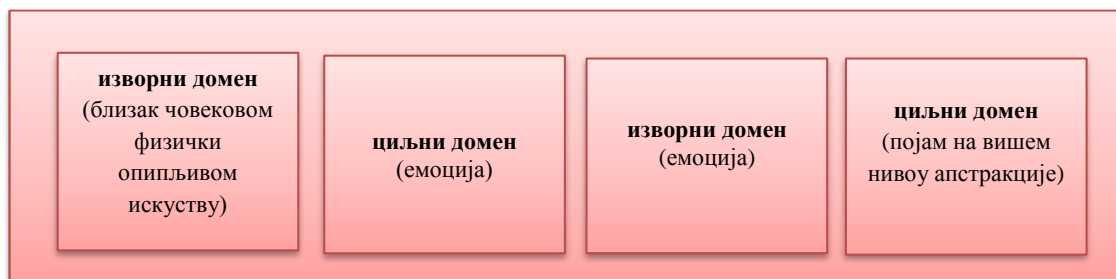 изворни домен
(близак човековом
физички
опипљивом
искуству)
циљни домен
(емоција)
изворни домен
(емоција)
циљни домен
(појам на вишем
нивоу апстракције)